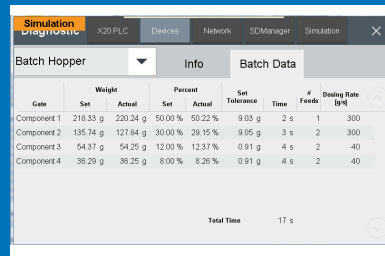 Simulation
Diagnostic X20 PLC Devices Network SDManager Simulation
Batch Hopper Info Batch Data
Weight Percent Set Tolerance Time # Feeds Dosing Rate [g/s]
Gate Set Actual Set Actual
Component 1 218.33 g 220.24 g 50.00 % 50.22 % 9.03 g 2 s 1 300
Component 2 135.74 g 127.84 g 30.00 % 29.15 % 9.05 g 3 s 2 300
Component 3 54.37 g 54.25 g 12.00 % 12.37 % 0.91 g 4 s 2 40
Component 4 36.29 g 36.25 g 8.00 % 8.26 % 0.91 g 4 s 2 40
Total Time 17 s